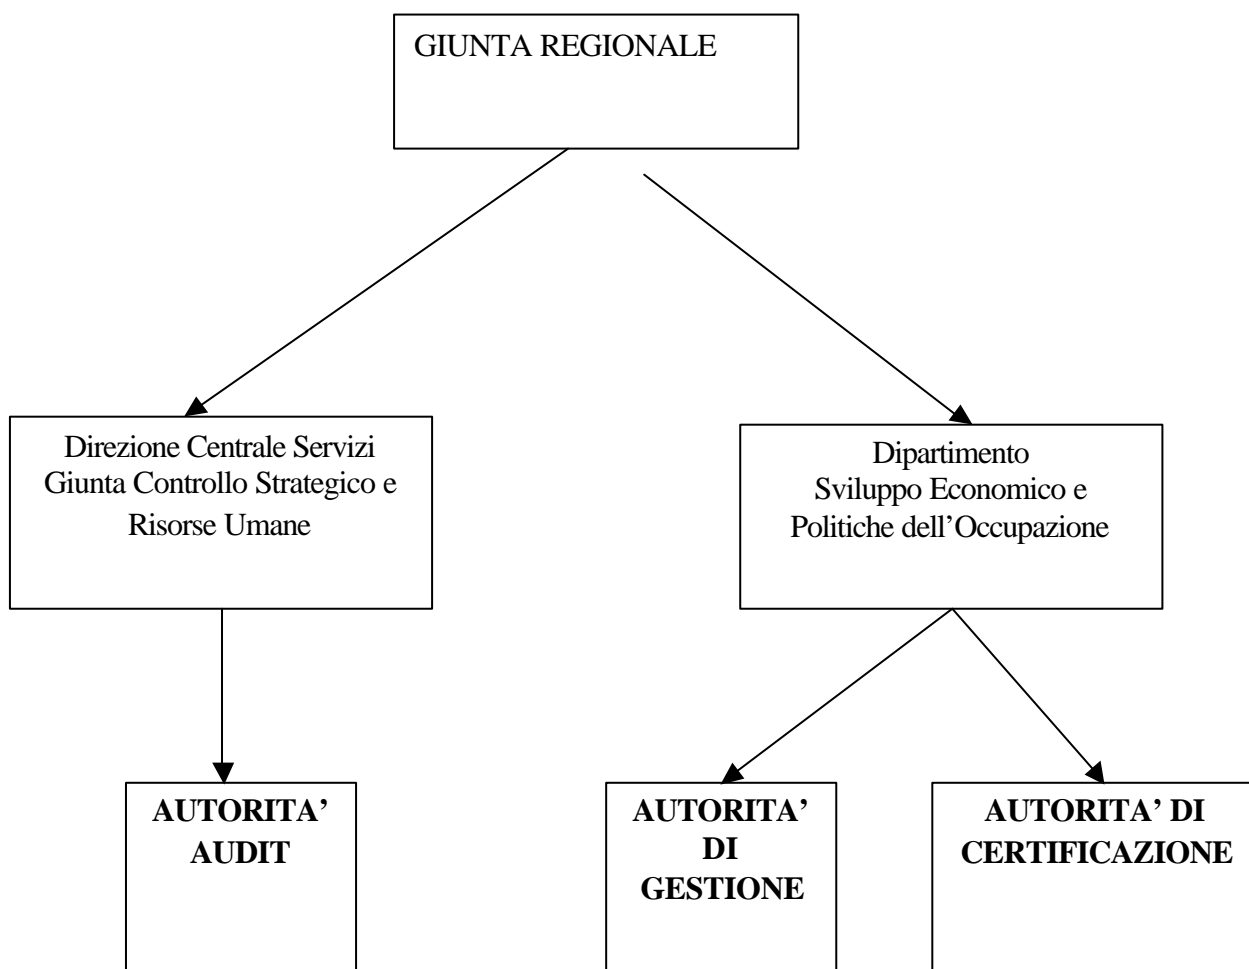 GIUNTA REGIONALE
Direzione Centrale Servizi
Giunta Controllo Strategico e
Risorse Umane
Dipartimento
Sviluppo Economico e
Politiche dell’Occupazione
AUTORITA’
AUDIT
AUTORITA’
DI
GESTIONE
AUTORITA’ DI
CERTIFICAZIONE